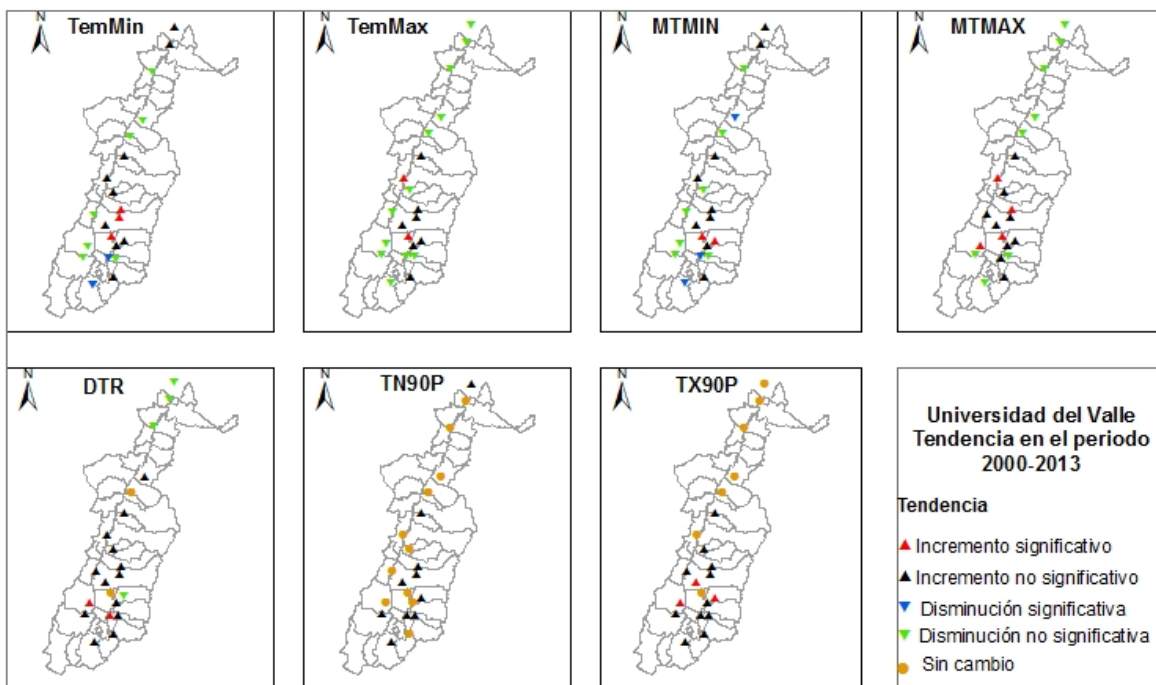 N
TemMin
N
TemMax
N
MTMIN
N
MTMAX
N
DTR
N
TN90P
N
TX90P
Universidad del Valle
Tendencia en el periodo
2000-2013
Tendencia
Incremento significativo
Incremento no significativo
Disminución significativa
Disminución no significativa
Sin cambio